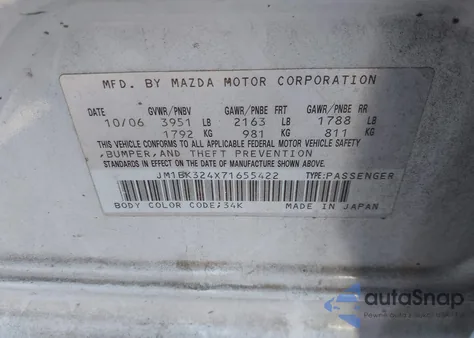 MFD. BY MAZDA MOTOR CORPORATION
DATE GVWR/PNBV GAWR/PNBE FRT GAWR/PNBE RR
10/06 3951 LB 2163 LB 1788 LB
1792 KG 981 KG 811 KG
THIS VEHICLE CONFORMS TO ALL APPLICABLE FEDERAL MOTOR VEHICLE SAFETY,
BUMPER, AND THEFT PREVENTION
STANDARDS IN EFFECT ON THE DATE OF MANUFACTURE SHOWN ABOVE.
JM1BK324X71655422 TYPE:PASSENGER
BODY COLOR CODE:34K MADE IN JAPAN
autoSnap